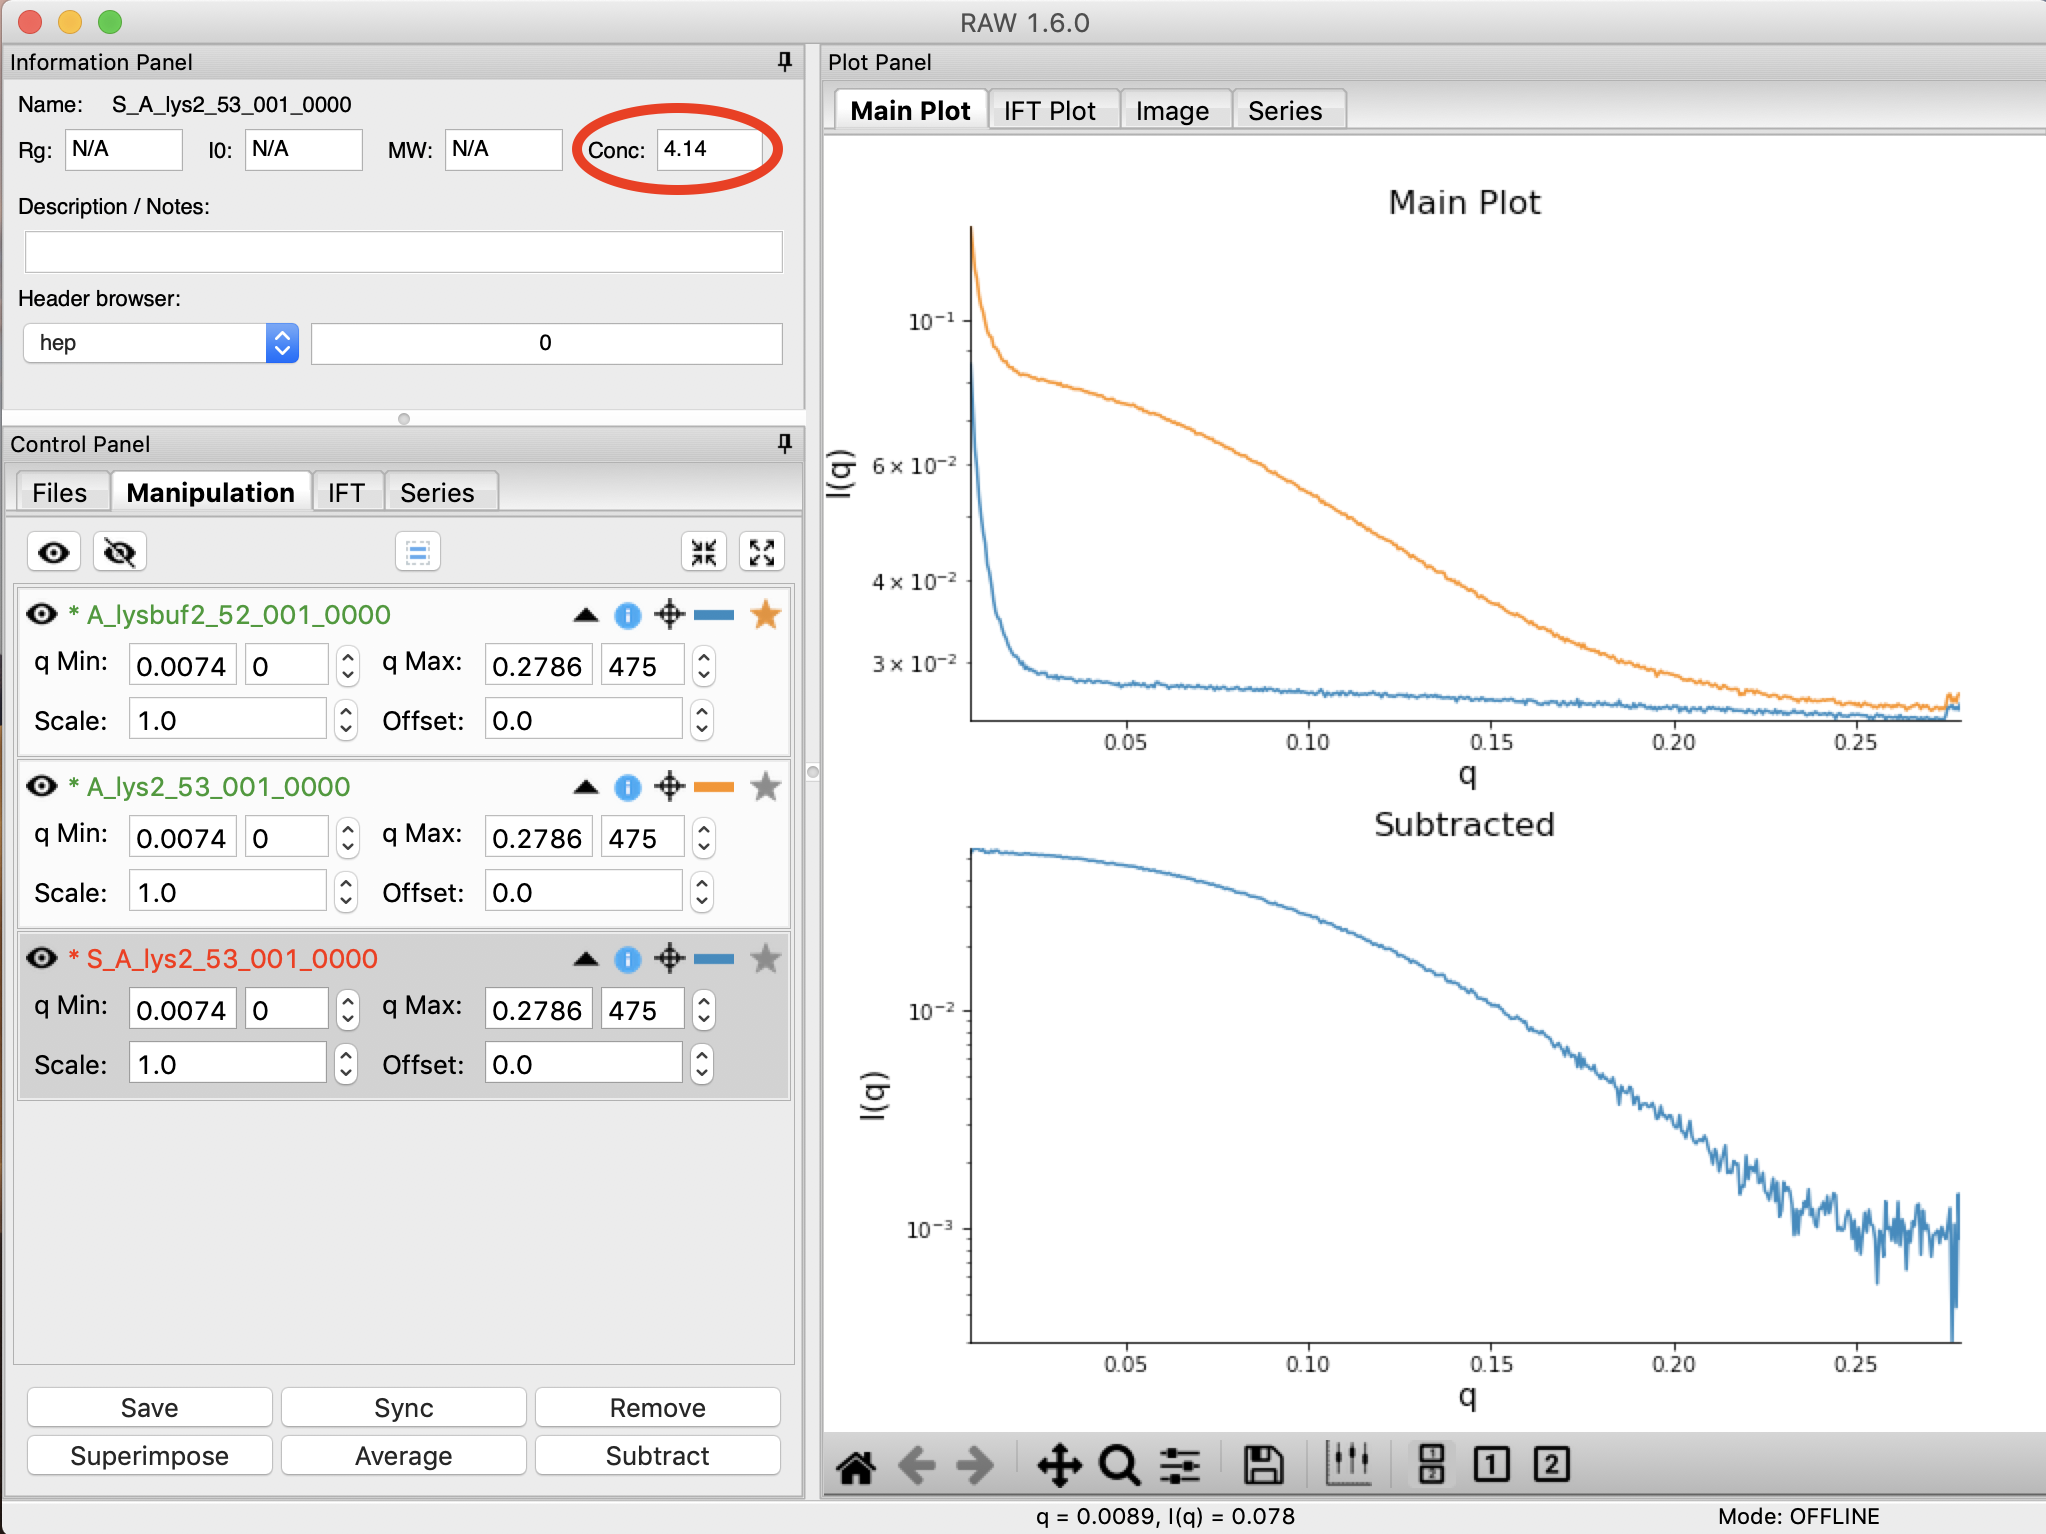 RAW 1.6.0
Information Panel
Name: S_A_lys2_53_001_0000
Rg: N/A I0: N/A MW: N/A Conc: 4.14
Description / Notes:
Header browser:
hep 0
Control Panel
Files Manipulation IFT Series
* A_lysbuf2_52_001_0000
q Min: 0.0074 0 q Max: 0.2786 475
Scale: 1.0 Offset: 0.0
* A_lys2_53_001_0000
q Min: 0.0074 0 q Max: 0.2786 475
Scale: 1.0 Offset: 0.0
* S_A_lys2_53_001_0000
q Min: 0.0074 0 q Max: 0.2786 475
Scale: 1.0 Offset: 0.0
Save Sync Remove
Superimpose Average Subtract
Plot Panel
Main Plot IFT Plot Image Series
Main Plot
10⁻¹
6 × 10⁻²
4 × 10⁻²
3 × 10⁻²
I(q)
0.05 0.10 0.15 0.20 0.25
q
Subtracted
10⁻²
10⁻³
I(q)
0.05 0.10 0.15 0.20 0.25
q
1 2 1 2
q = 0.0089, I(q) = 0.078
Mode: OFFLINE